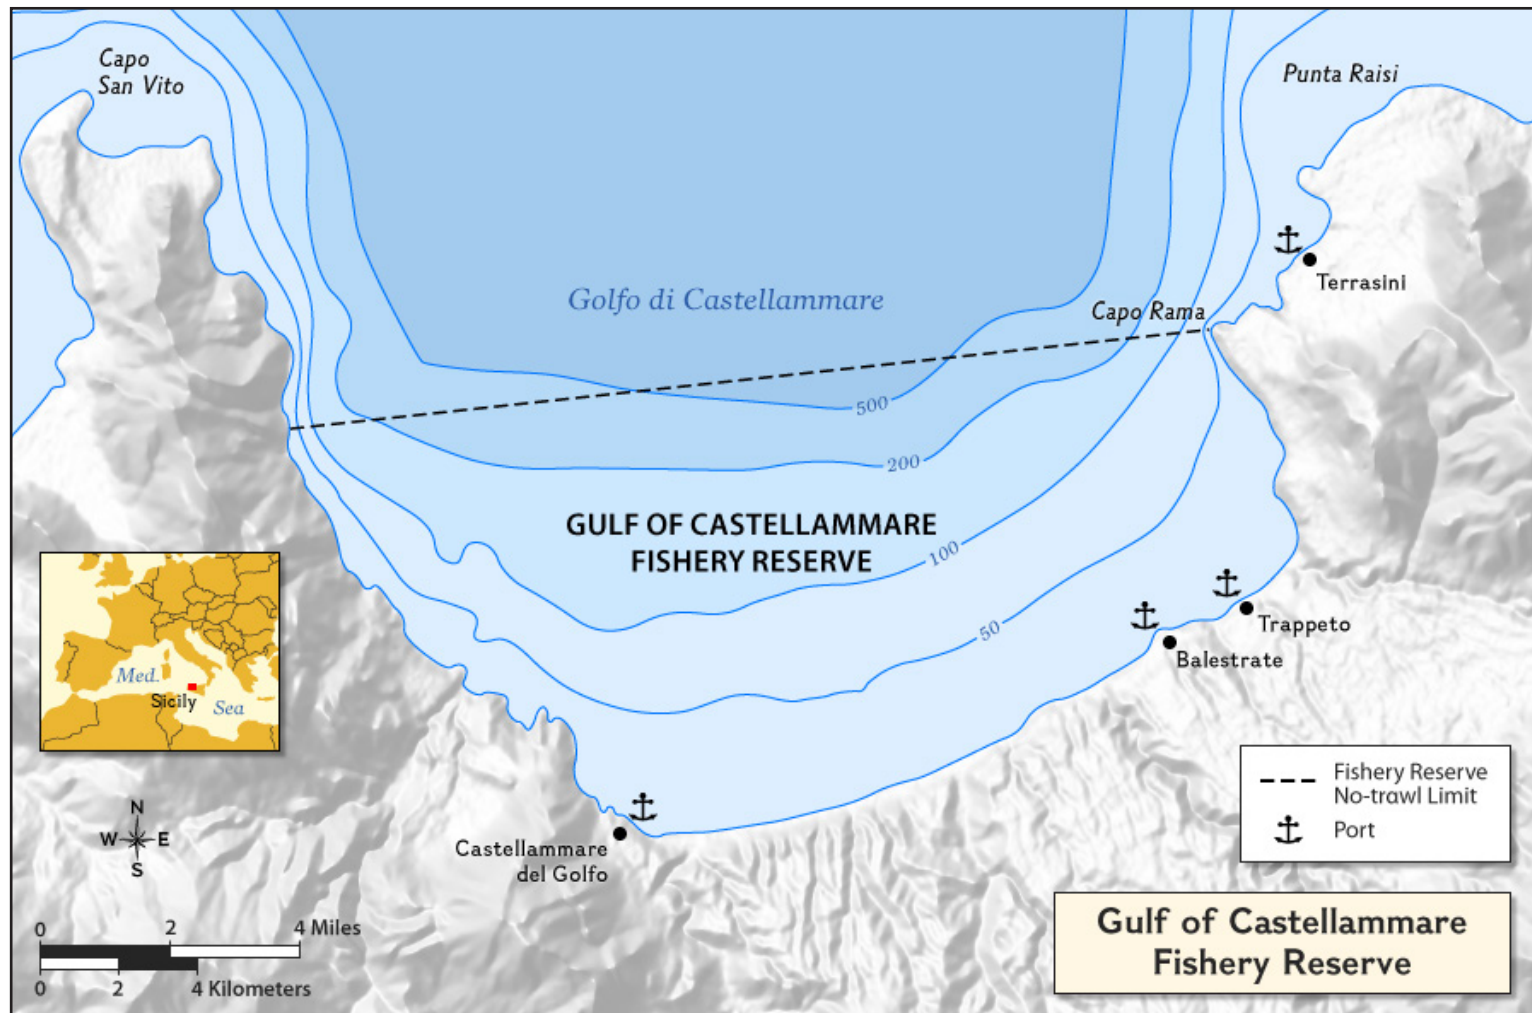 Capo
San Vito
Punta Raisi
Golfo di Castellammare
Capo Rama
Terrasini
500
200
GULF OF CASTELLAMMARE
FISHERY RESERVE
100
50
Trappeto
Balestrate
Med.
Sicily
Sea
Castellammare
del Golfo
N
W E
S
0 2 4 Miles
0 2 4 Kilometers
Fishery Reserve
No-trawl Limit
Port
Gulf of Castellammare
Fishery Reserve